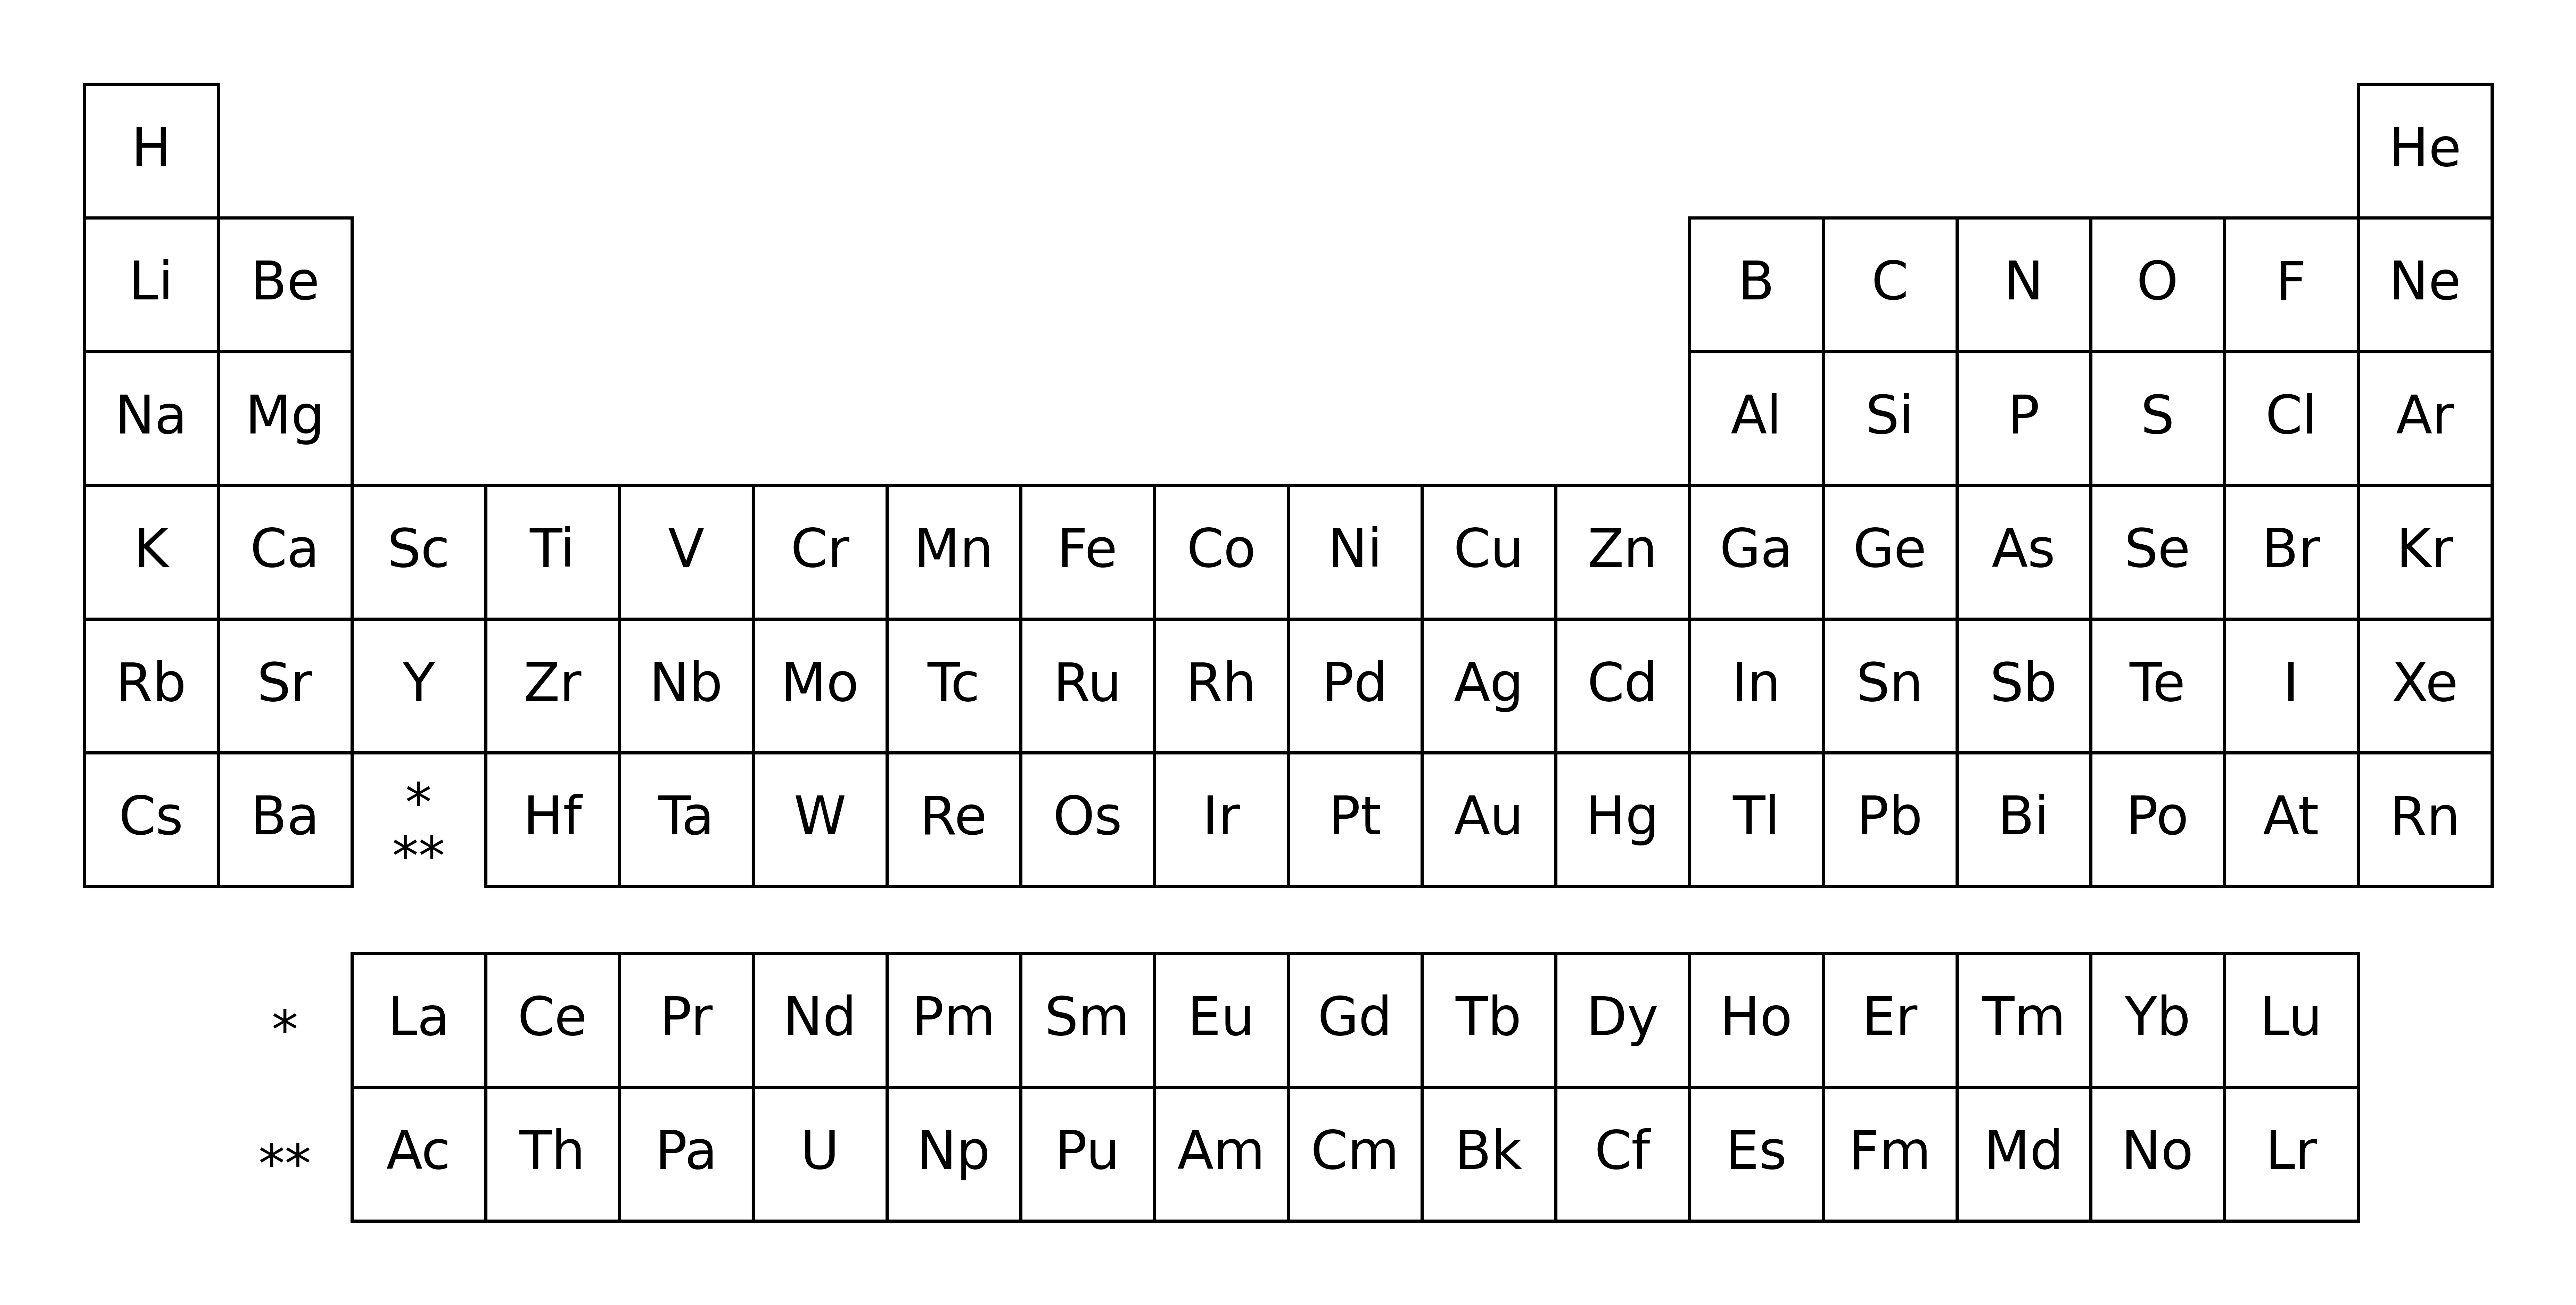 H He
Li Be B C N O F Ne
Na Mg Al Si P S Cl Ar
K Ca Sc Ti V Cr Mn Fe Co Ni Cu Zn Ga Ge As Se Br Kr
Rb Sr Y Zr Nb Mo Tc Ru Rh Pd Ag Cd In Sn Sb Te I Xe
Cs Ba * ** Hf Ta W Re Os Ir Pt Au Hg Tl Pb Bi Po At Rn
* La Ce Pr Nd Pm Sm Eu Gd Tb Dy Ho Er Tm Yb Lu
** Ac Th Pa U Np Pu Am Cm Bk Cf Es Fm Md No Lr